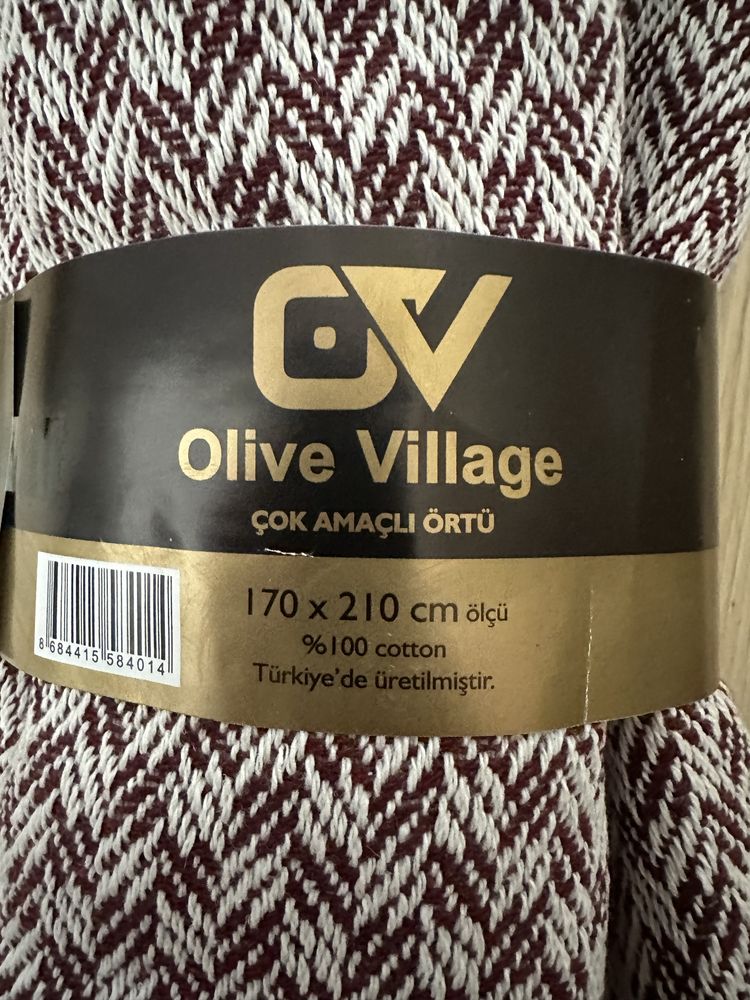 OV
Olive Village
ÇOK AMAÇLI ÖRTÜ
170 x 210 cm ölçü
%100 cotton
Türkiye'de üretilmiştir.
8 684415 584014